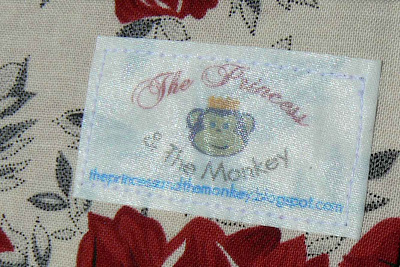 The Princess
& The Monkey
theprincessandthemonkey.blogspot.com